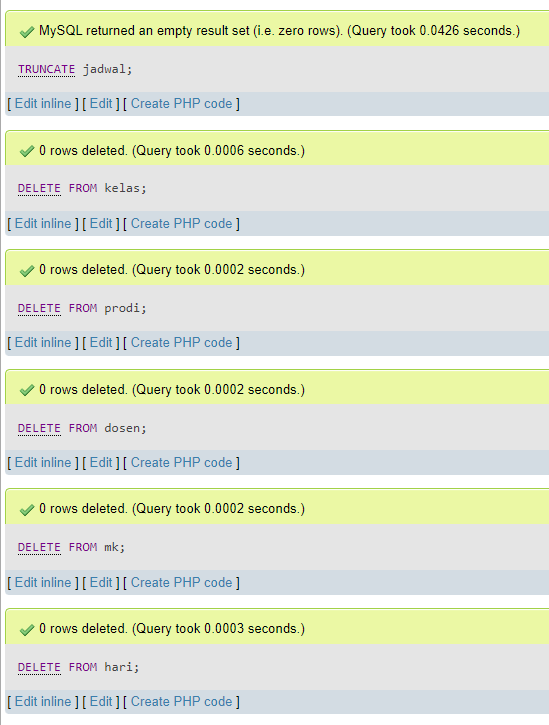 MySQL returned an empty result set (i.e. zero rows). (Query took 0.0426 seconds.)
TRUNCATE jadwal;
[ Edit inline ] [ Edit ] [ Create PHP code ]
0 rows deleted. (Query took 0.0006 seconds.)
DELETE FROM kelas;
[ Edit inline ] [ Edit ] [ Create PHP code ]
0 rows deleted. (Query took 0.0002 seconds.)
DELETE FROM prodi;
[ Edit inline ] [ Edit ] [ Create PHP code ]
0 rows deleted. (Query took 0.0002 seconds.)
DELETE FROM dosen;
[ Edit inline ] [ Edit ] [ Create PHP code ]
0 rows deleted. (Query took 0.0002 seconds.)
DELETE FROM mk;
[ Edit inline ] [ Edit ] [ Create PHP code ]
0 rows deleted. (Query took 0.0003 seconds.)
DELETE FROM hari;
[ Edit inline ] [ Edit ] [ Create PHP code ]